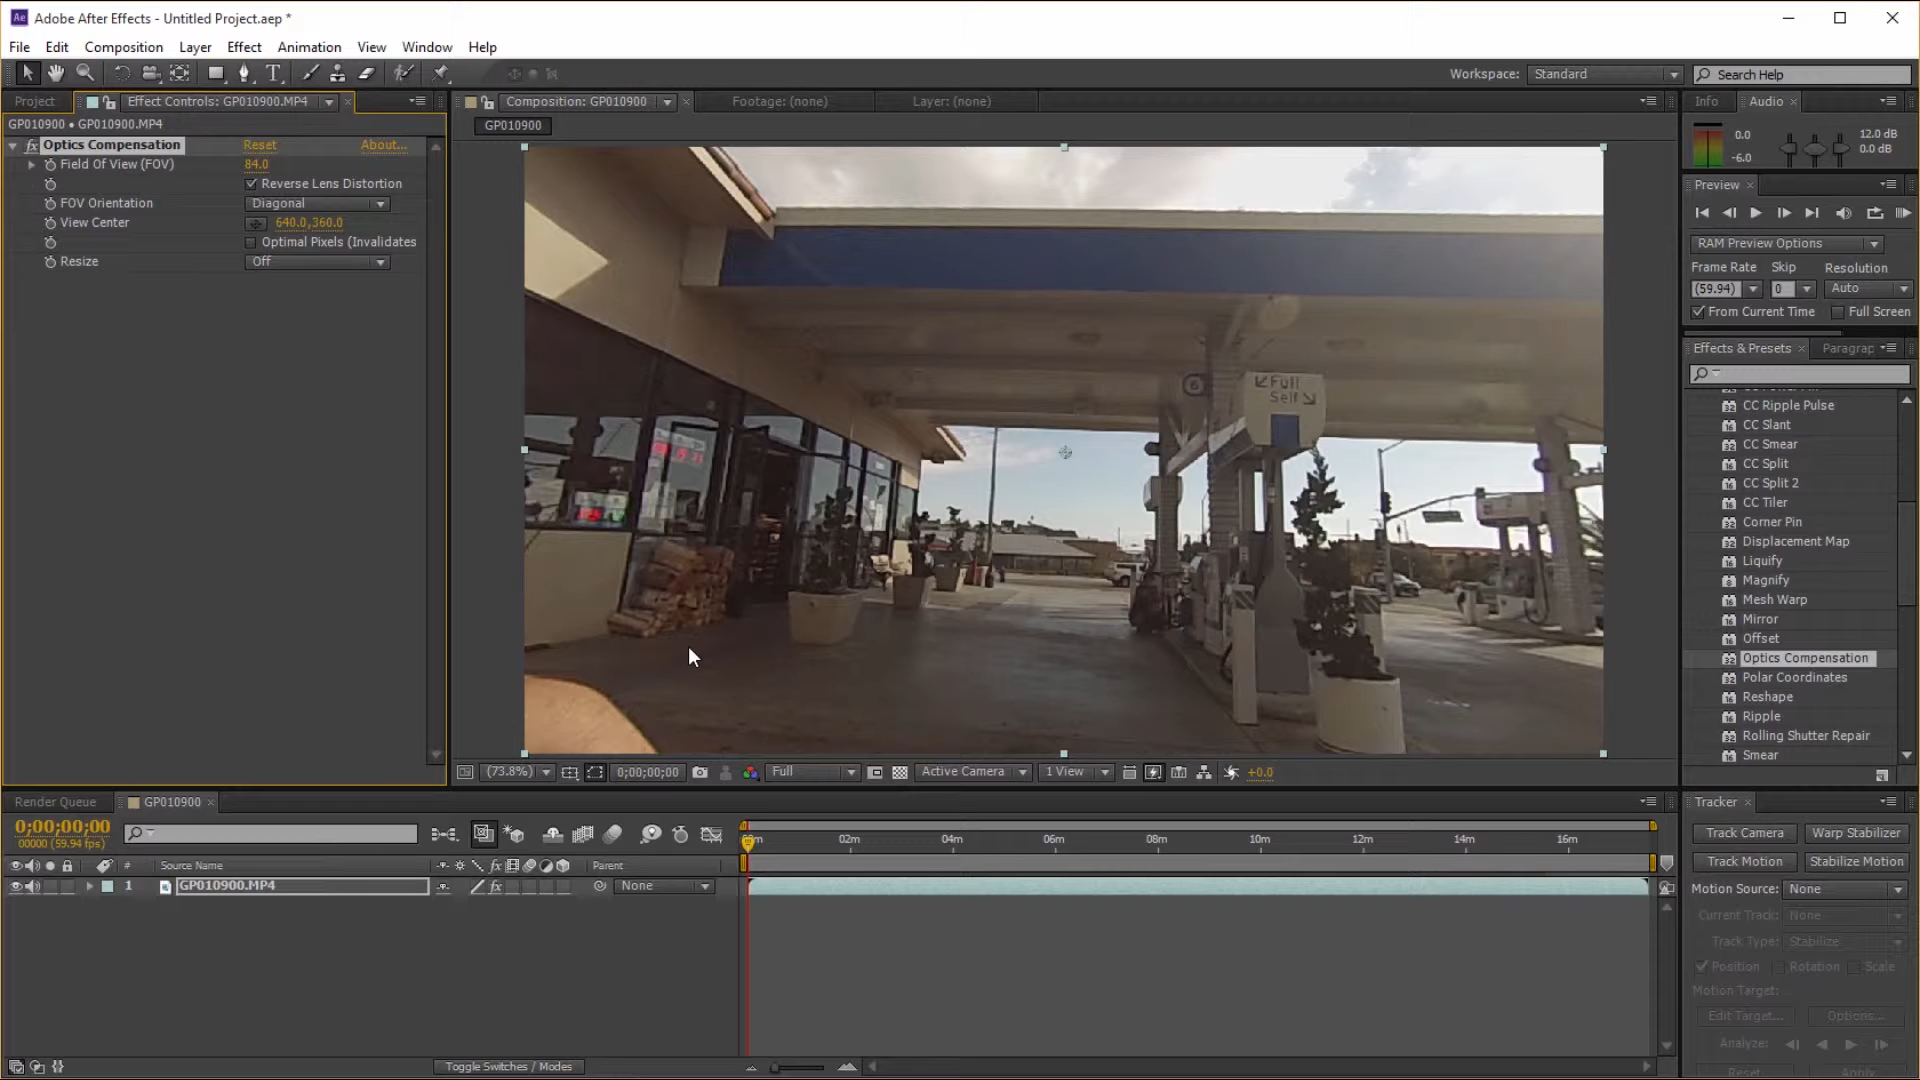 Adobe After Effects - Untitled Project.aep *
File Edit Composition Layer Effect Animation View Window Help
Workspace: Standard Search Help
Project Effect Controls: GP010900.MP4
GP010900 • GP010900.MP4
fx Optics Compensation Reset About...
Field Of View (FOV) 84.0
Reverse Lens Distortion
FOV Orientation Diagonal
View Center 640.0,360.0
Optimal Pixels (Invalidates
Resize Off
Composition: GP010900 Footage: (none) Layer: (none)
GP010900
Full
Self
6
(73.8%) 0;00;00;00 Full Active Camera 1 View +0.0
Info Audio
0.0
-6.0
12.0 dB
0.0 dB
Preview
RAM Preview Options
Frame Rate Skip Resolution
(59.94) 0 Auto
From Current Time Full Screen
Effects & Presets Paragrap
CC Ripple Pulse
CC Slant
CC Smear
CC Split
CC Split 2
CC Tiler
Corner Pin
Displacement Map
Liquify
Magnify
Mesh Warp
Mirror
Offset
Optics Compensation
Polar Coordinates
Reshape
Ripple
Rolling Shutter Repair
Smear
Render Queue GP010900
0;00;00;00
00000 (59.94 fps)
# Source Name fx Parent
1 GP010900.MP4 fx None
02m 04m 06m 08m 10m 12m 14m 16m
Toggle Switches / Modes
Tracker
Track Camera Warp Stabilizer
Track Motion Stabilize Motion
Motion Source: None
Current Track: None
Track Type: Stabilize
Position Rotation Scale
Motion Target:
Edit Target... Options...
Analyze:
Reset Apply